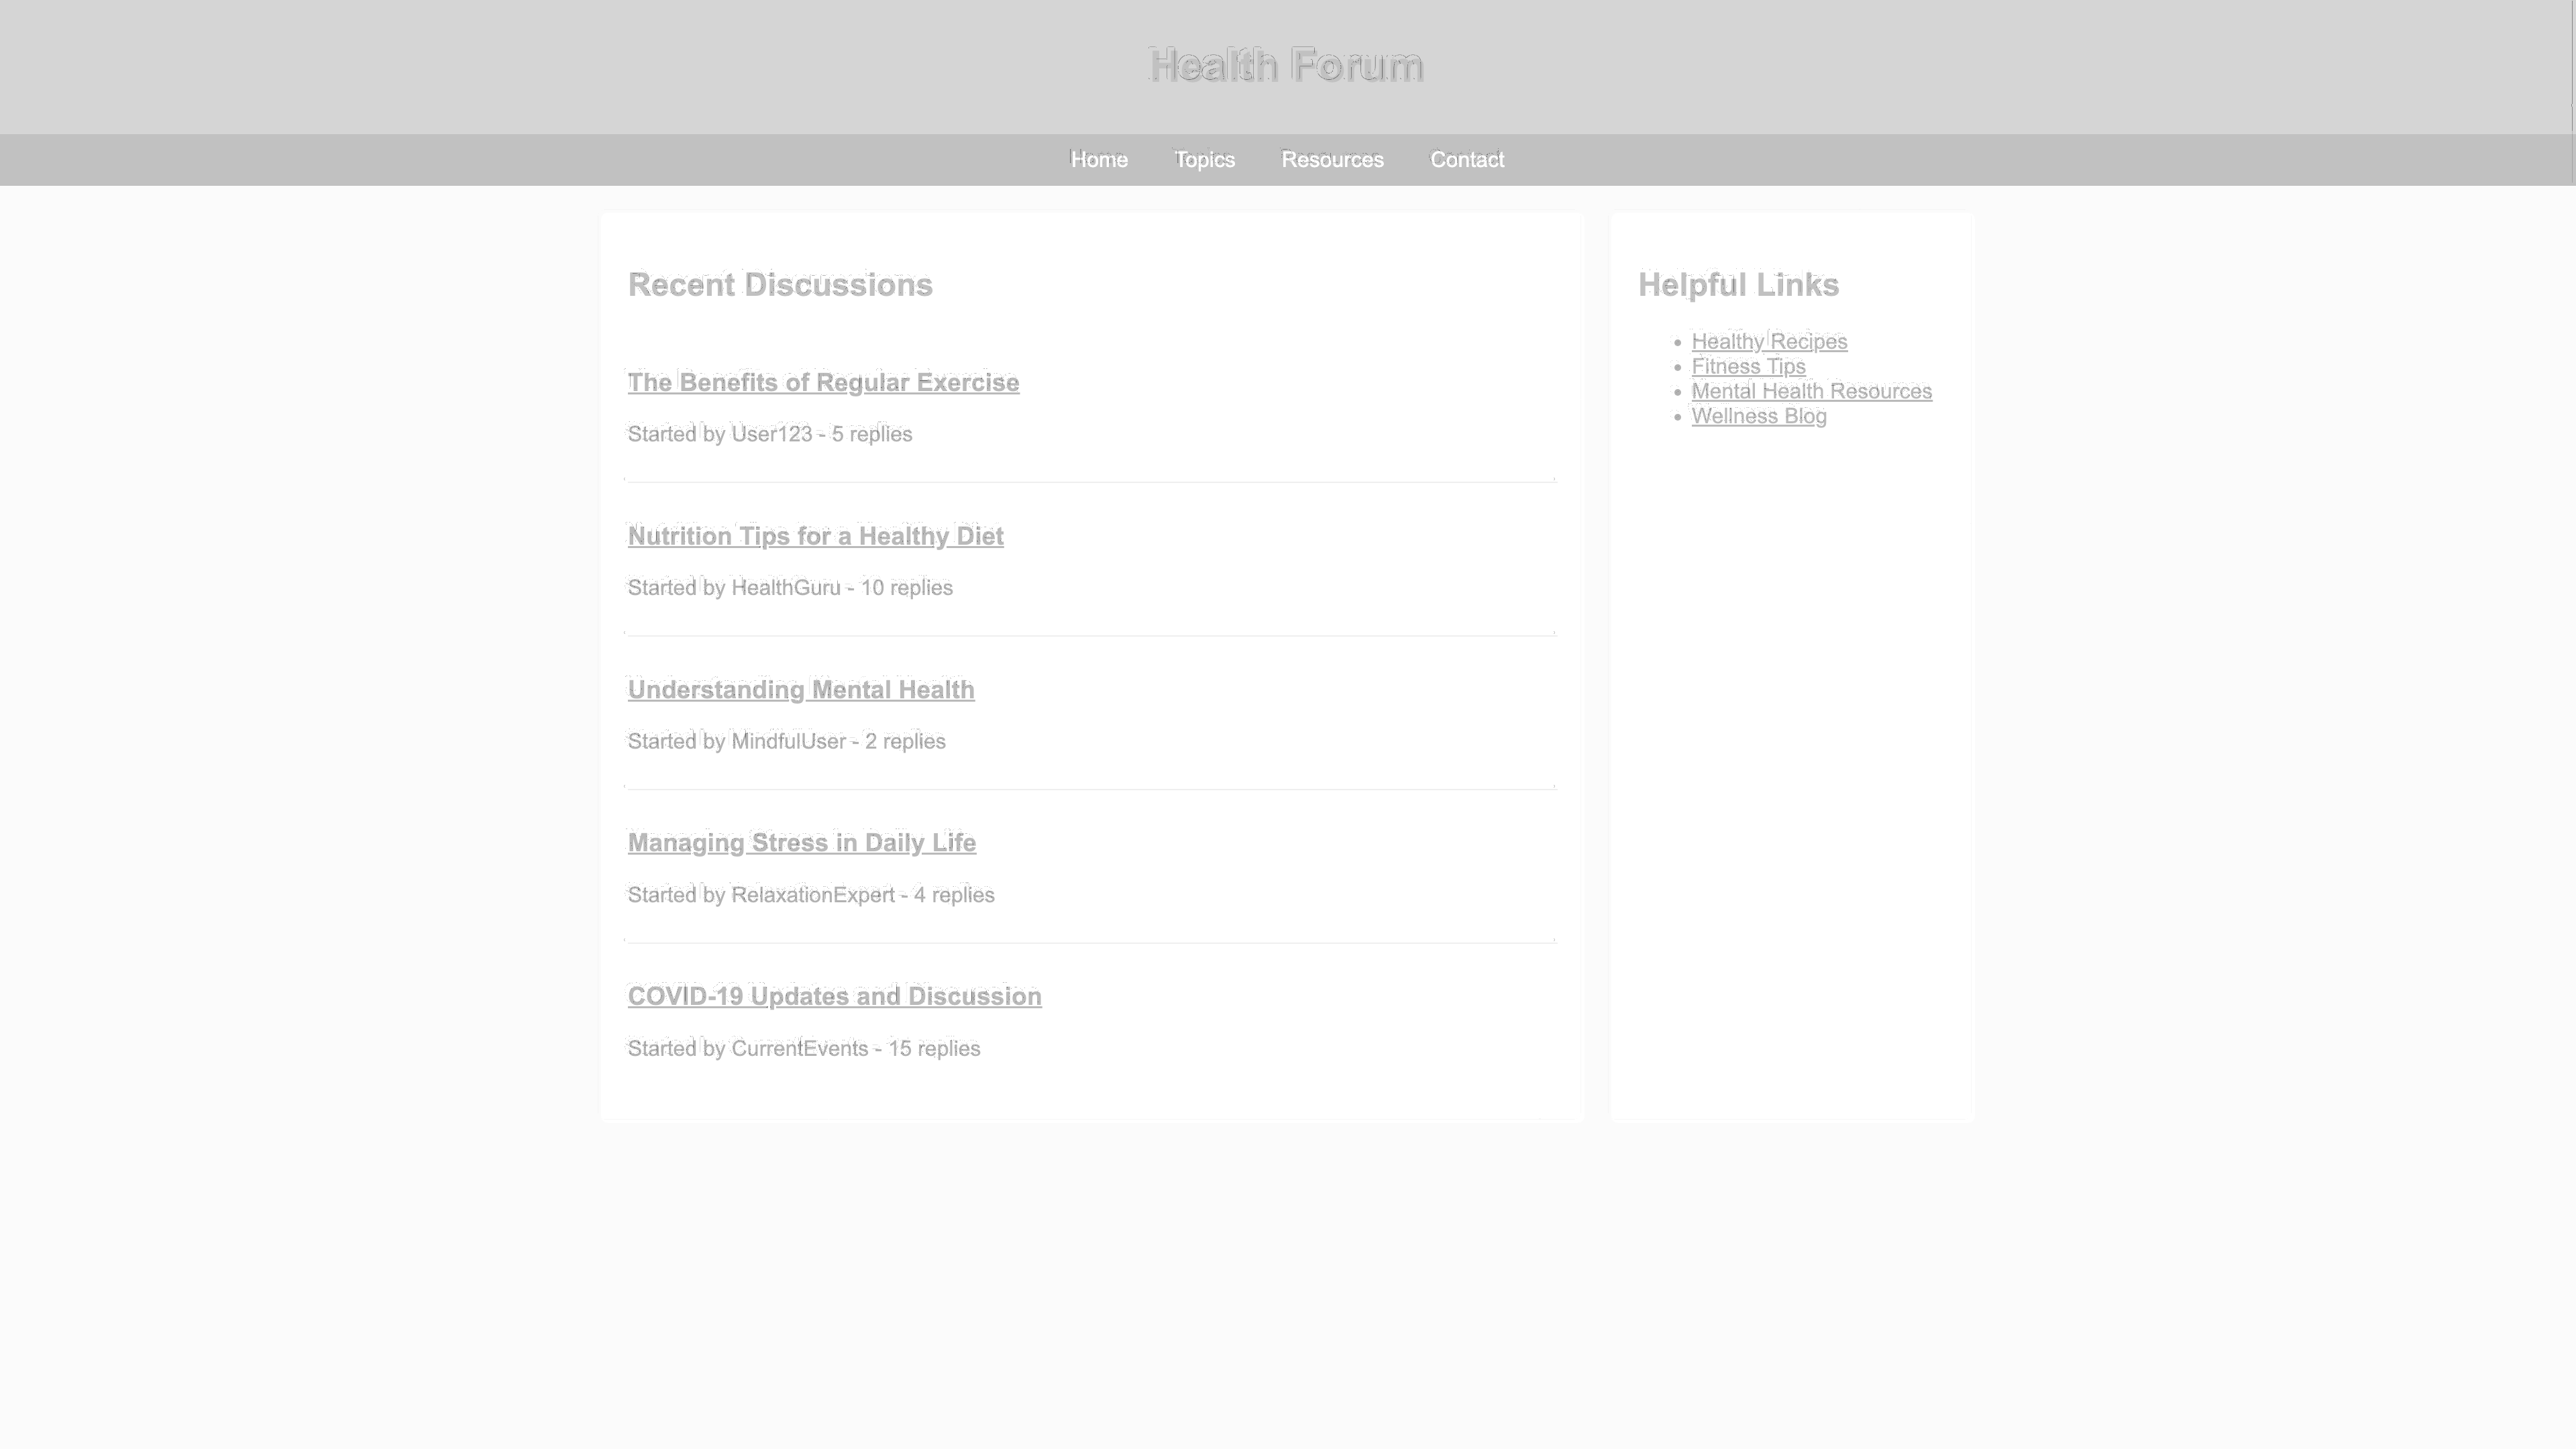 Health Forum
Home Topics Resources Contact
Recent Discussions
The Benefits of Regular Exercise
Started by User123 - 5 replies
Nutrition Tips for a Healthy Diet
Started by HealthGuru - 10 replies
Understanding Mental Health
Started by MindfulUser - 2 replies
Managing Stress in Daily Life
Started by RelaxationExpert - 4 replies
COVID-19 Updates and Discussion
Started by CurrentEvents - 15 replies
Helpful Links
Healthy Recipes
Fitness Tips
Mental Health Resources
Wellness Blog